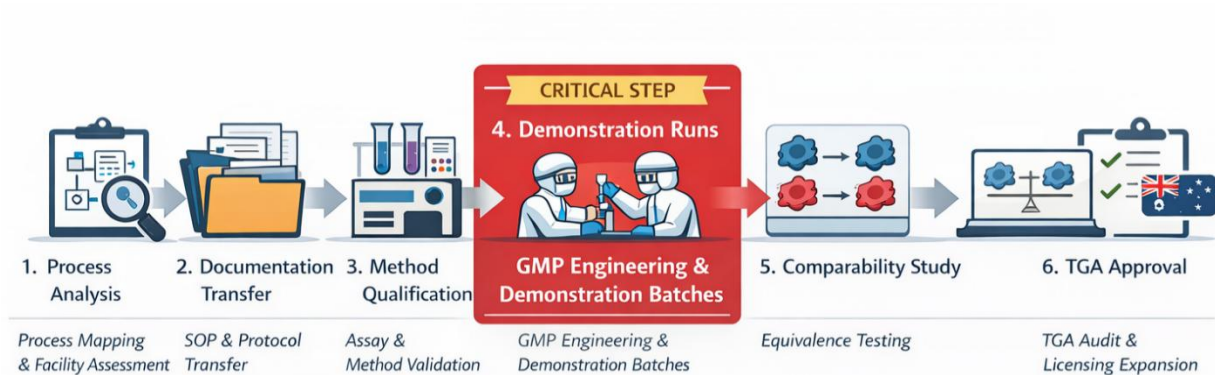 CRITICAL STEP
4. Demonstration Runs
GMP Engineering &
Demonstration Batches
1. Process
Analysis
2. Documentation
Transfer
3. Method
Qualification
5. Comparability Study
6. TGA Approval
Process Mapping
& Facility Assessment
SOP & Protocol
Transfer
Assay &
Method Validation
GMP Engineering &
Demonstration Batches
Equivalence Testing
TGA Audit &
Licensing Expansion